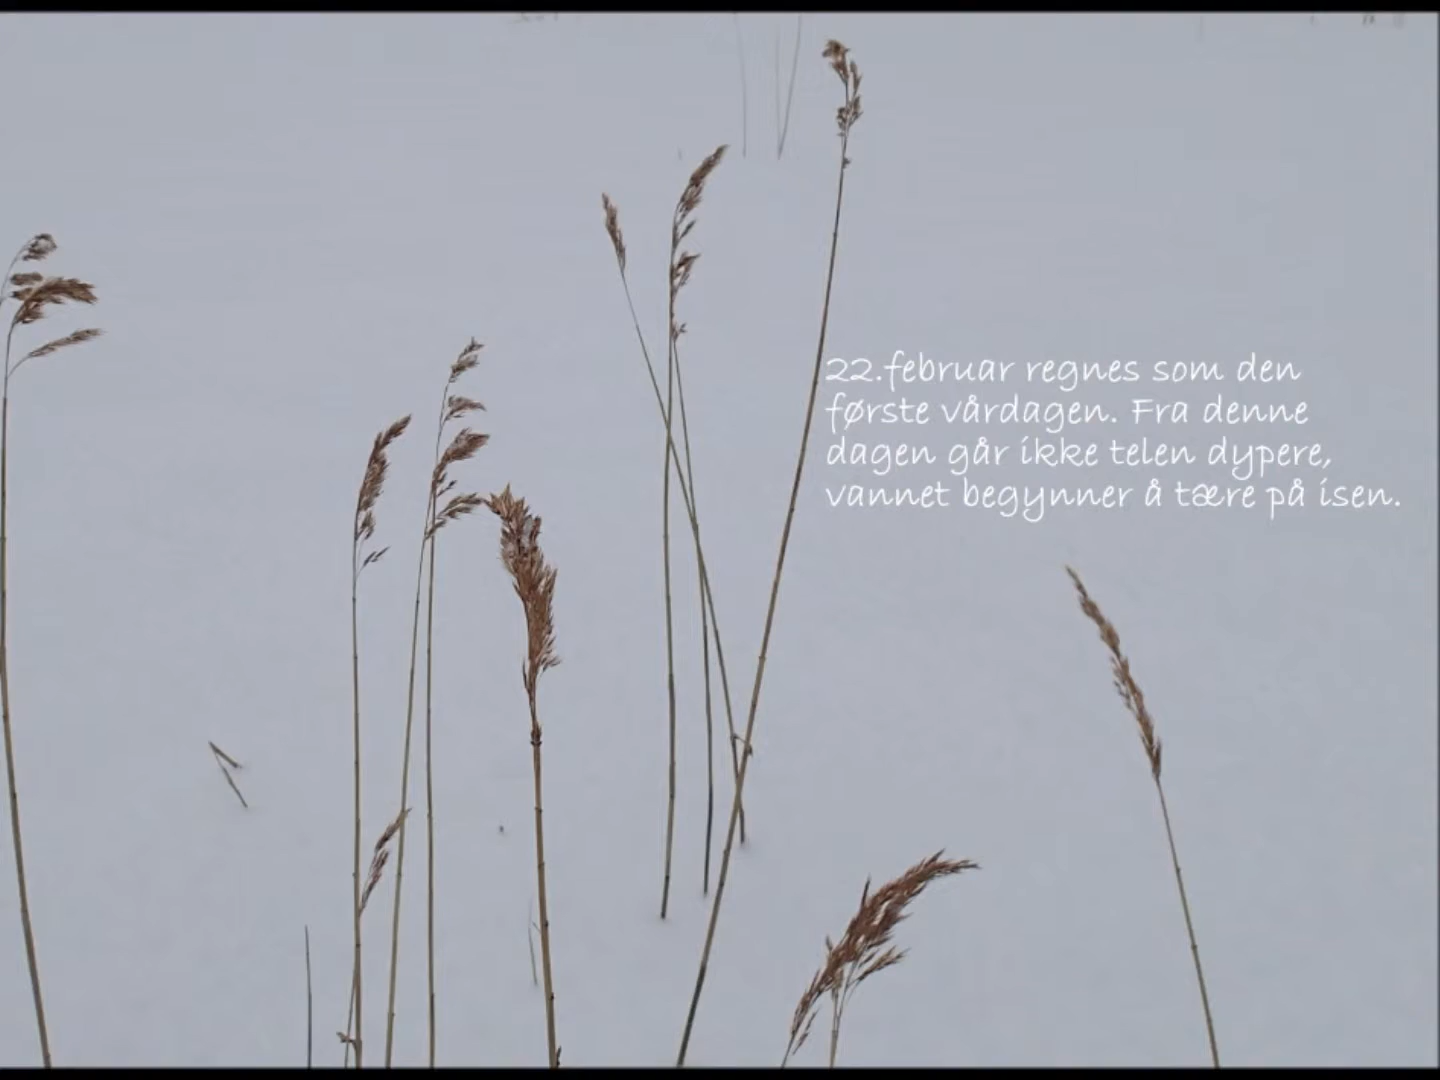 22.februar regnes som den
første vårdagen. Fra denne
dagen går ikke telen dypere,
vannet begynner å tære på isen.